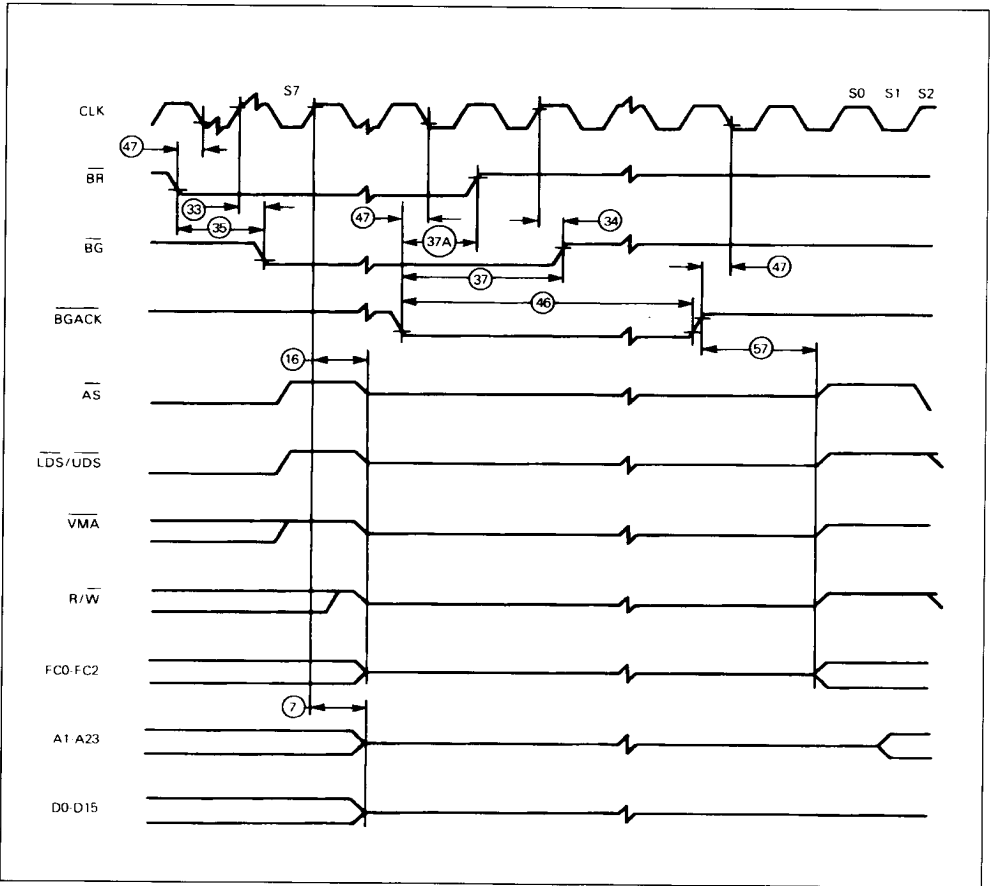 S7 S0 S1 S2
CLK
47
BR
33
35 47 34
37A
BG
37 47
46
BGACK
57
16
AS
LDS/UDS
VMA
R/W
FC0-FC2
7
A1-A23
D0-D15